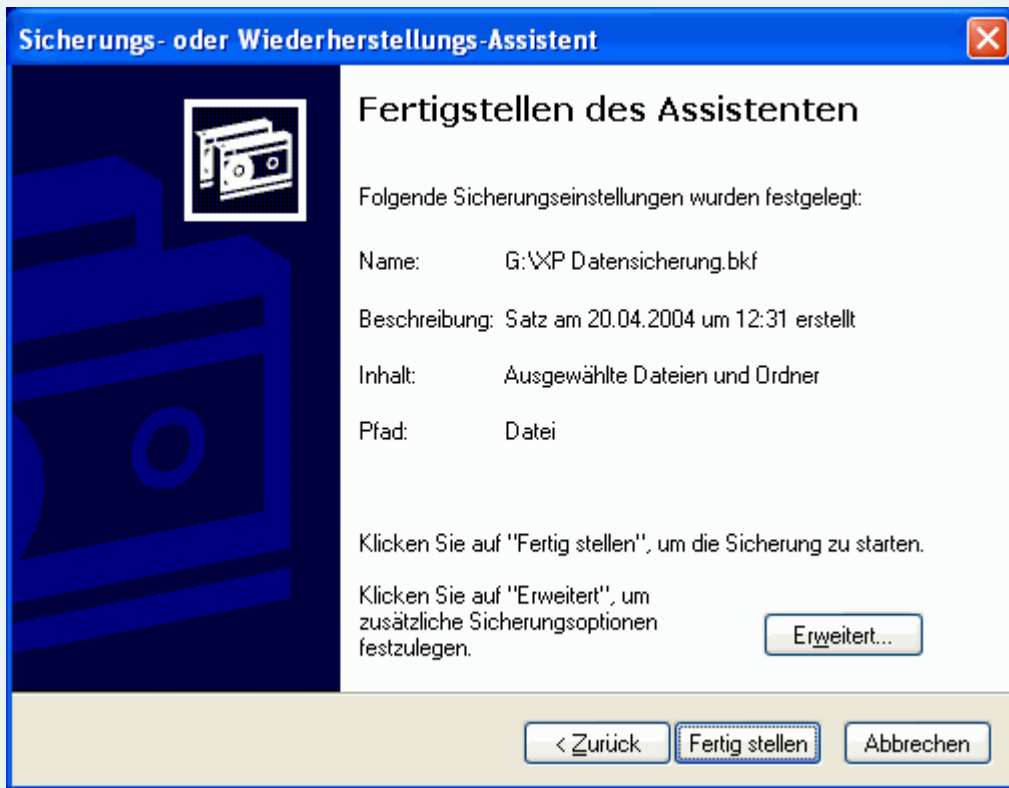 Sicherungs- oder Wiederherstellungs-Assistent
Fertigstellen des Assistenten
Folgende Sicherungseinstellungen wurden festgelegt:
Name: G:\XP Datensicherung.bkf
Beschreibung: Satz am 20.04.2004 um 12:31 erstellt
Inhalt: Ausgewählte Dateien und Ordner
Pfad: Datei
Klicken Sie auf "Fertig stellen", um die Sicherung zu starten.
Klicken Sie auf "Erweitert", um
zusätzliche Sicherungsoptionen
festzulegen.
Erweitert...
< Zurück Fertig stellen Abbrechen